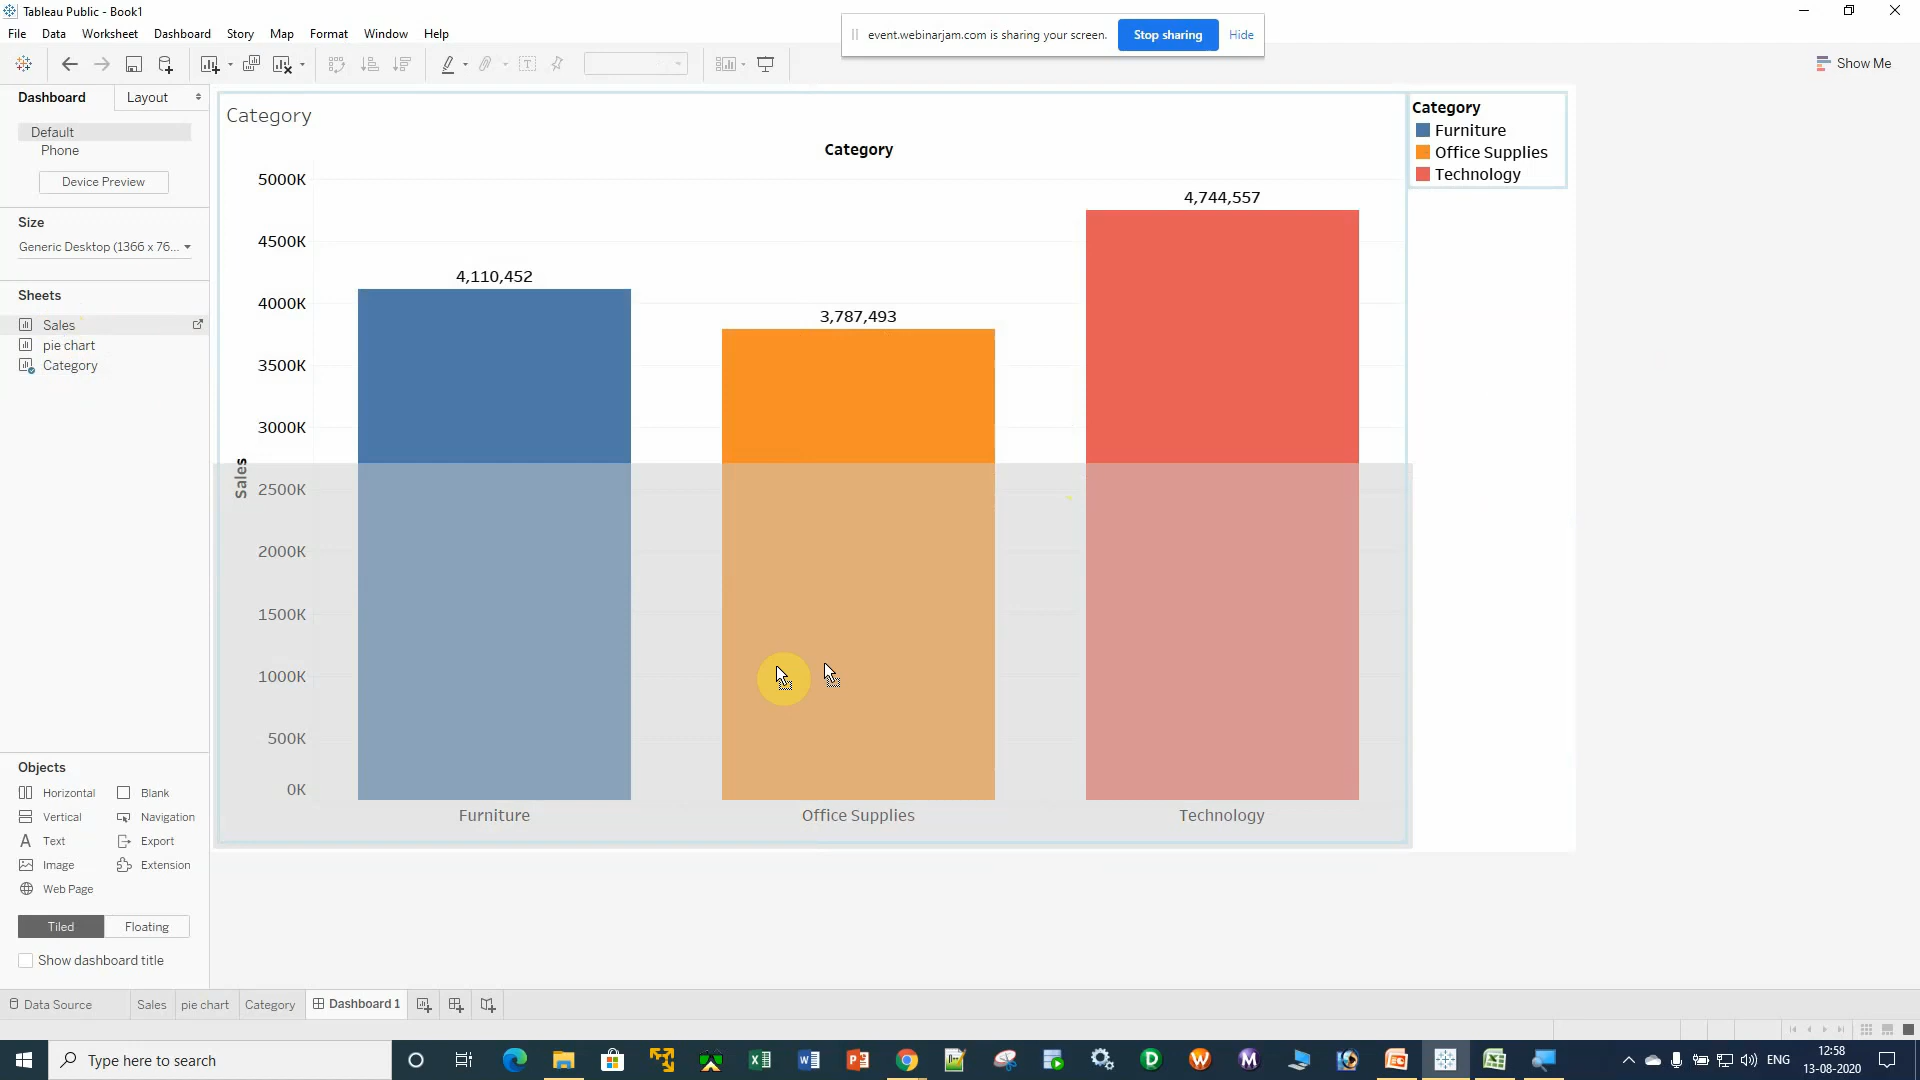 Tableau Public - Book1
File Data Worksheet Dashboard Story Map Format Window Help
event.webinarjam.com is sharing your screen. Stop sharing Hide
Show Me
Dashboard Layout
Default
Phone
Device Preview
Size
Generic Desktop (1366 x 76...
Sheets
Sales
pie chart
Category
Objects
Horizontal Blank
Vertical Navigation
Text Export
Image Extension
Web Page
Tiled Floating
Show dashboard title
Category
Category
5000K
4500K
4000K
3500K
3000K
2500K
2000K
1500K
1000K
500K
0K
Sales
4,110,452
3,787,493
4,744,557
Furniture Office Supplies Technology
Category
Furniture
Office Supplies
Technology
Data Source Sales pie chart Category Dashboard 1
Type here to search
ENG
12:58
13-08-2020